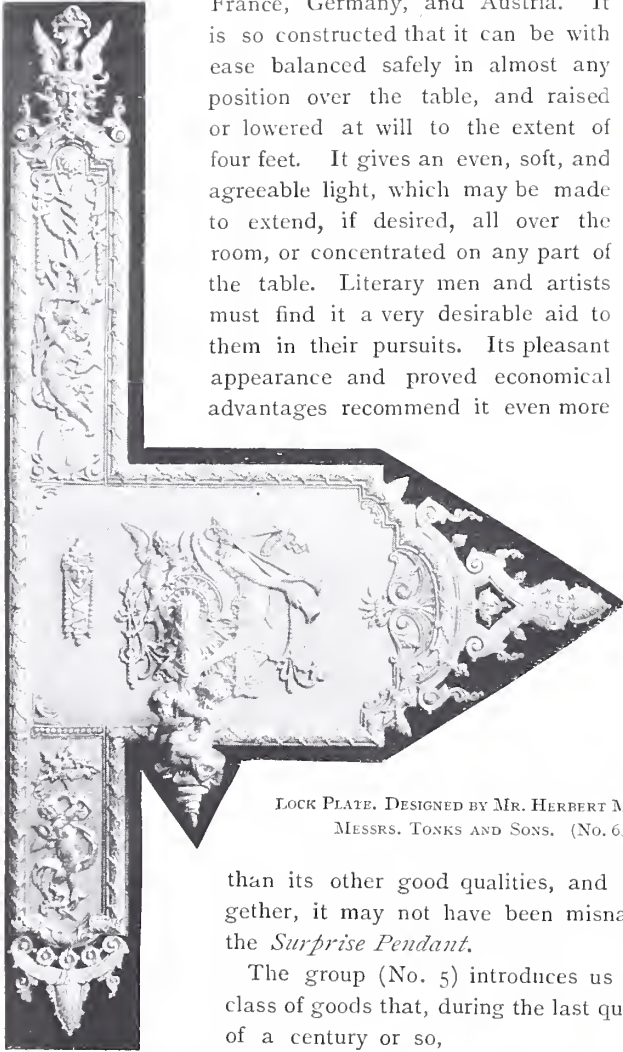 France, Germany, and Austria. It
is so constructed that it can be with
ease balanced safely in almost any
position over the table, and raised
or lowered at will to the extent of
four feet. It gives an even, soft, and
agreeable light, which may be made
to extend, if desired, all over the
room, or concentrated on any part of
the table. Literary men and artists
must find it a very desirable aid to
them in their pursuits. Its pleasant
appearance and proved economical
advantages recommend it even more
LOCK PLATE. DESIGNED BY MR. HERBERT M
MESSRS. TONKS AND SONS. (No. 6.
than its other good qualities, and
gether, it may not have been misna
the Surprise Pendant.
The group (No. 5) introduces us
class of goods that, during the last qu
of a century or so,